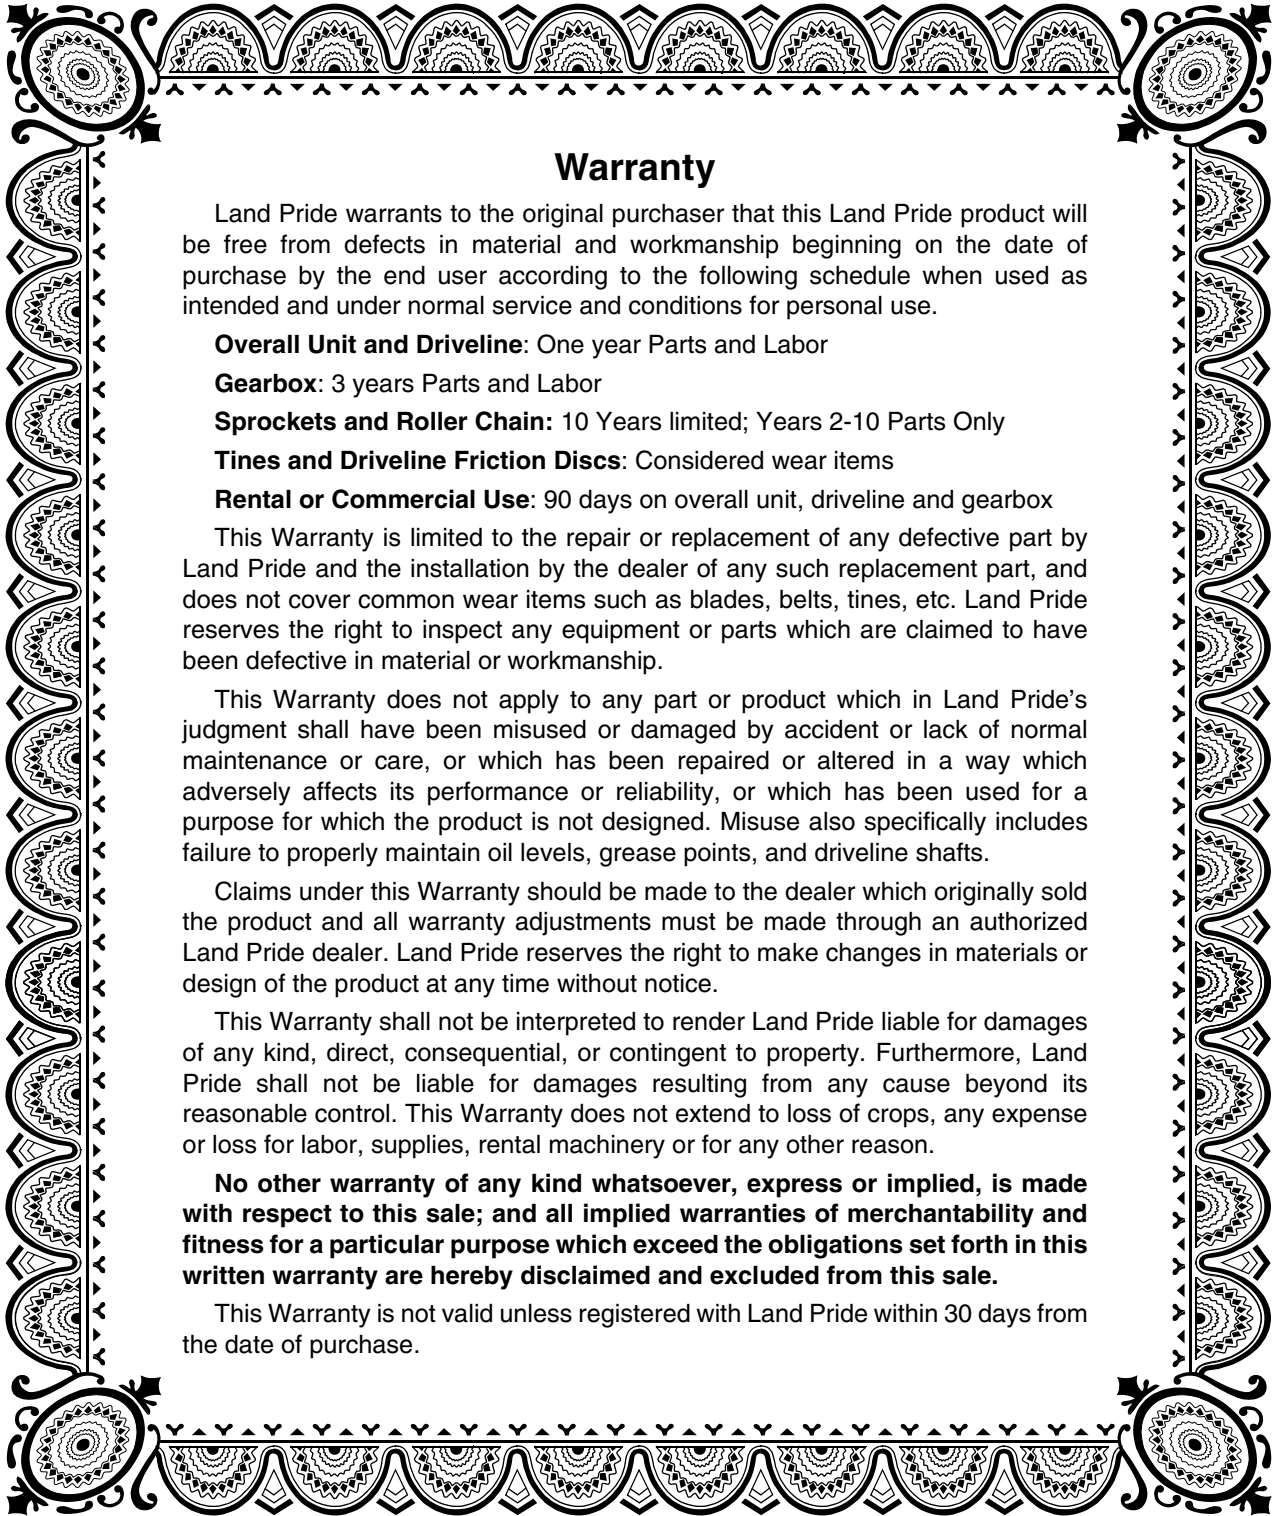 Warranty
Land Pride warrants to the original purchaser that this Land Pride product will
be free from defects in material and workmanship beginning on the date of
purchase by the end user according to the following schedule when used as
intended and under normal service and conditions for personal use.
Overall Unit and Driveline: One year Parts and Labor
Gearbox: 3 years Parts and Labor
Sprockets and Roller Chain: 10 Years limited; Years 2-10 Parts Only
Tines and Driveline Friction Discs: Considered wear items
Rental or Commercial Use: 90 days on overall unit, driveline and gearbox
This Warranty is limited to the repair or replacement of any defective part by
Land Pride and the installation by the dealer of any such replacement part, and
does not cover common wear items such as blades, belts, tines, etc. Land Pride
reserves the right to inspect any equipment or parts which are claimed to have
been defective in material or workmanship.
This Warranty does not apply to any part or product which in Land Pride’s
judgment shall have been misused or damaged by accident or lack of normal
maintenance or care, or which has been repaired or altered in a way which
adversely affects its performance or reliability, or which has been used for a
purpose for which the product is not designed. Misuse also specifically includes
failure to properly maintain oil levels, grease points, and driveline shafts.
Claims under this Warranty should be made to the dealer which originally sold
the product and all warranty adjustments must be made through an authorized
Land Pride dealer. Land Pride reserves the right to make changes in materials or
design of the product at any time without notice.
This Warranty shall not be interpreted to render Land Pride liable for damages
of any kind, direct, consequential, or contingent to property. Furthermore, Land
Pride shall not be liable for damages resulting from any cause beyond its
reasonable control. This Warranty does not extend to loss of crops, any expense
or loss for labor, supplies, rental machinery or for any other reason.
No other warranty of any kind whatsoever, express or implied, is made
with respect to this sale; and all implied warranties of merchantability and
fitness for a particular purpose which exceed the obligations set forth in this
written warranty are hereby disclaimed and excluded from this sale.
This Warranty is not valid unless registered with Land Pride within 30 days from
the date of purchase.